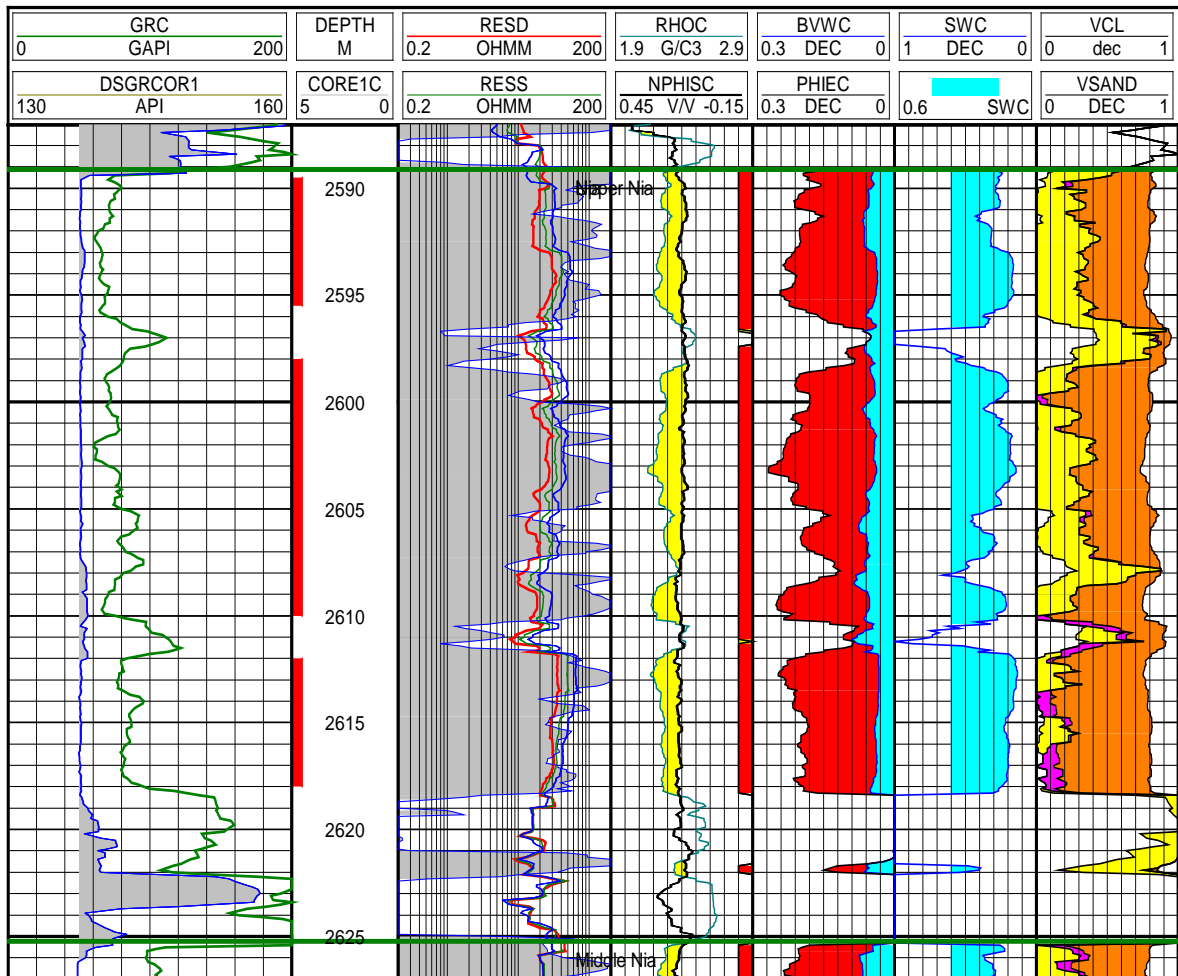 GRC DEPTH RESD RHOC BVWC SWC VCL
0 GAPI 200 M 0.2 OHMM 200 1.9 G/C3 2.9 0.3 DEC 0 1 DEC 0 0 dec 1
DSGRCOR1 CORE1C RESS NPHISC PHIEC VSAND
130 API 160 5 0 0.2 OHMM 200 0.45 V/V -0.15 0.3 DEC 0 0.6 SWC 0 DEC 1
2590 Upper Nia
2595
2600
2605
2610
2615
2620
2625
Middle Nia